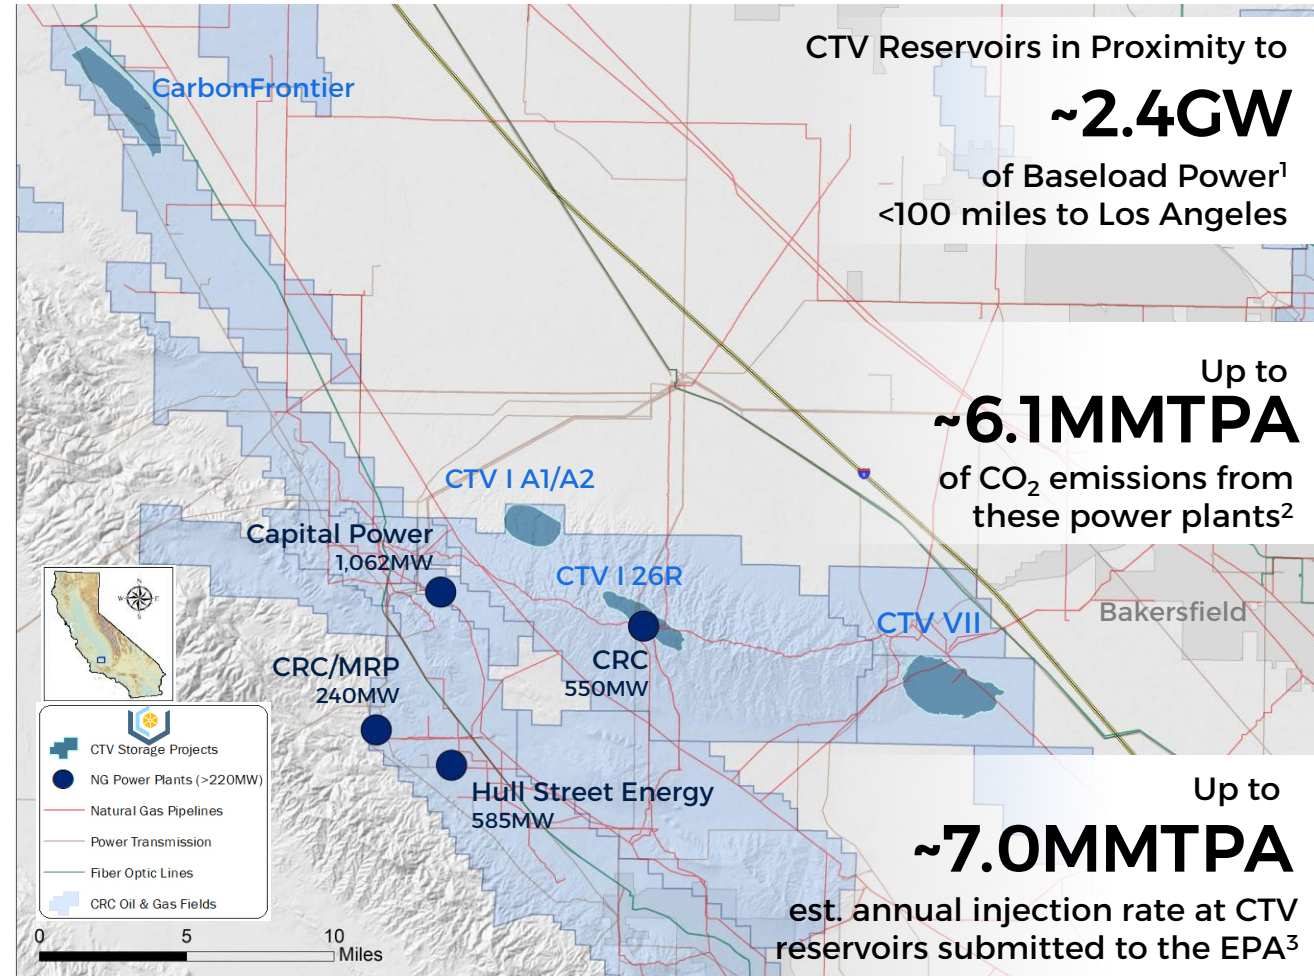 CTV Reservoirs in Proximity to
~2.4GW
of Baseload Power¹
<100 miles to Los Angeles
Up to
~6.1MMTPA
of CO₂ emissions from
these power plants²
Up to
~7.0MMTPA
est. annual injection rate at CTV
reservoirs submitted to the EPA³
CarbonFrontier
CTV I A1/A2
Capital Power
1,062MW
CTV I 26R
CRC
550MW
CTV VII
Bakersfield
CRC/MRP
240MW
Hull Street Energy
585MW
N
W E
S
CTV Storage Projects
NG Power Plants (>220MW)
Natural Gas Pipelines
Power Transmission
Fiber Optic Lines
CRC Oil & Gas Fields
0 5 10
Miles